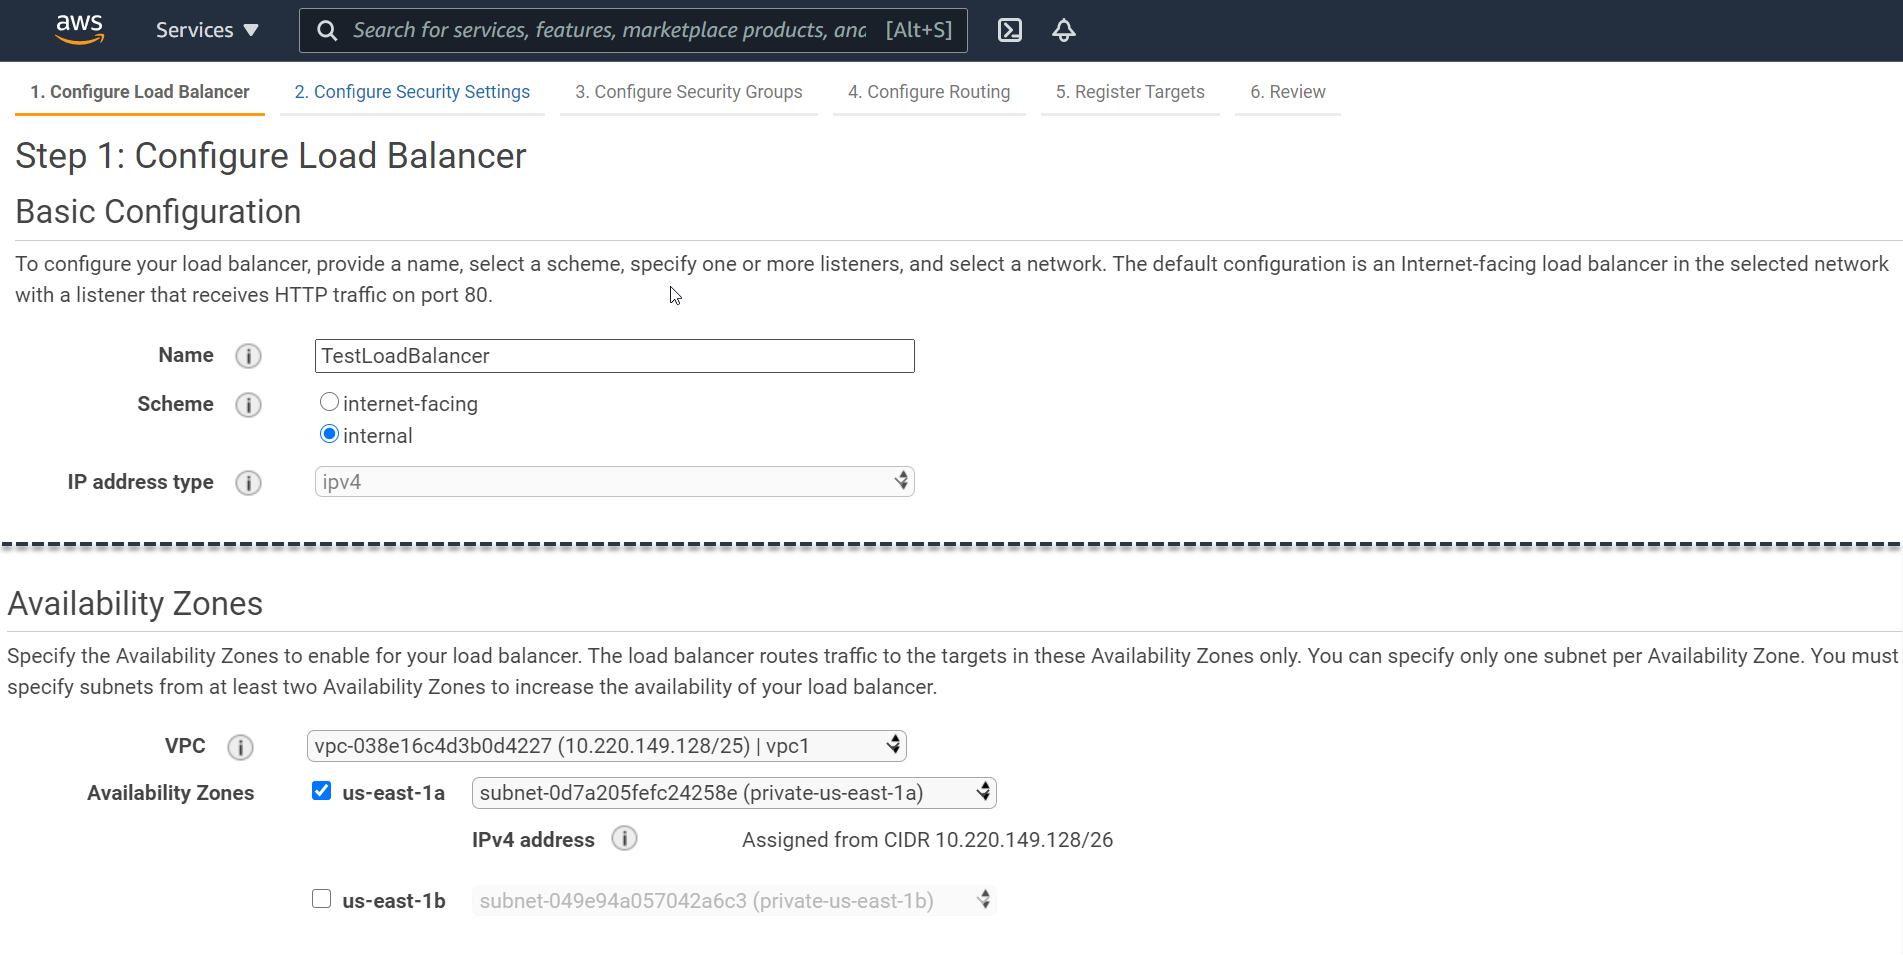 aws Services Search for services, features, marketplace products, and [Alt+S]
1. Configure Load Balancer 2. Configure Security Settings 3. Configure Security Groups 4. Configure Routing 5. Register Targets 6. Review
Step 1: Configure Load Balancer
Basic Configuration
To configure your load balancer, provide a name, select a scheme, specify one or more listeners, and select a network. The default configuration is an Internet-facing load balancer in the selected network
with a listener that receives HTTP traffic on port 80.
Name i TestLoadBalancer
Scheme i internet-facing
internal
IP address type i ipv4
Availability Zones
Specify the Availability Zones to enable for your load balancer. The load balancer routes traffic to the targets in these Availability Zones only. You can specify only one subnet per Availability Zone. You must
specify subnets from at least two Availability Zones to increase the availability of your load balancer.
VPC i vpc-038e16c4d3b0d4227 (10.220.149.128/25) | vpc1
Availability Zones us-east-1a subnet-0d7a205fefc24258e (private-us-east-1a)
IPv4 address i Assigned from CIDR 10.220.149.128/26
us-east-1b subnet-049e94a057042a6c3 (private-us-east-1b)